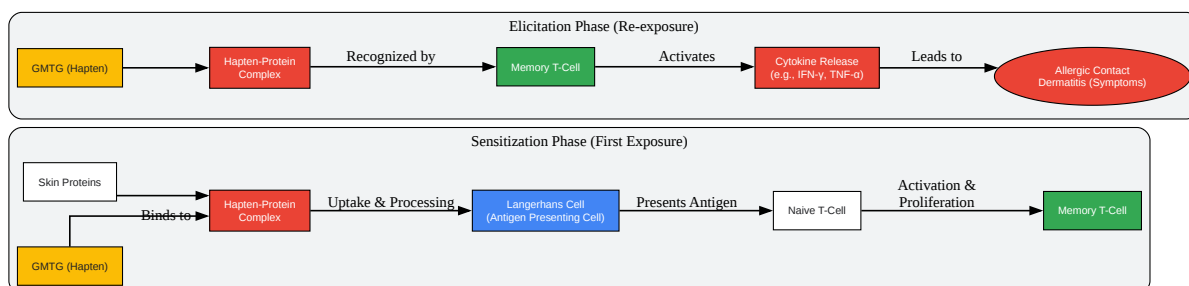 Elicitation Phase (Re-exposure)
GMTG (Hapten)
Hapten-Protein
Complex
Recognized by
Memory T-Cell
Activates
Cytokine Release
(e.g., IFN-γ, TNF-α)
Leads to
Allergic Contact
Dermatitis (Symptoms)
Sensitization Phase (First Exposure)
Skin Proteins
Binds to
GMTG (Hapten)
Hapten-Protein
Complex
Uptake & Processing
Langerhans Cell
(Antigen Presenting Cell)
Presents Antigen
Naive T-Cell
Activation &
Proliferation
Memory T-Cell